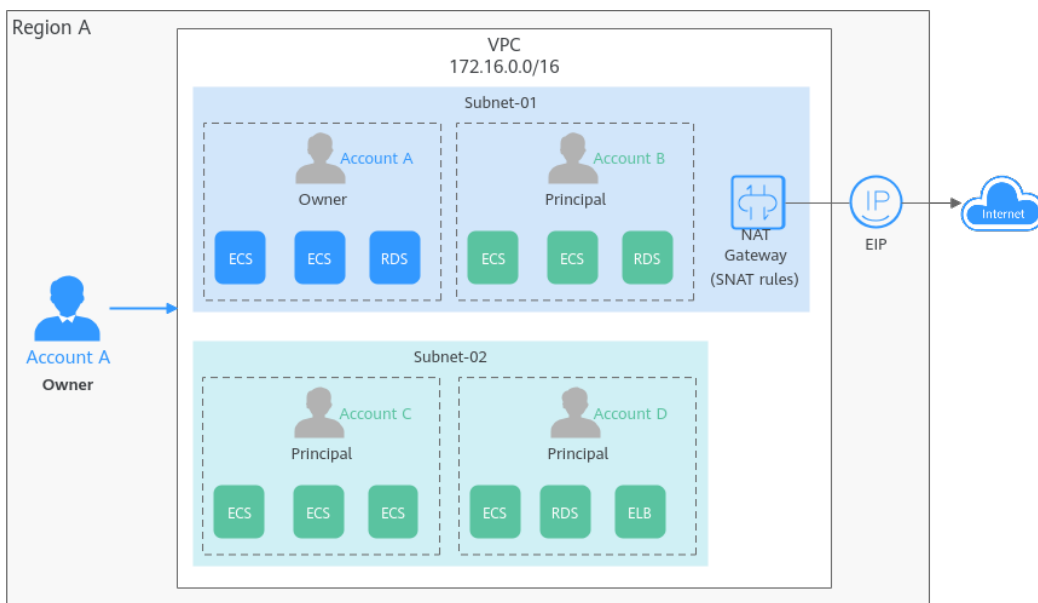 Region A
VPC
172.16.0.0/16
Subnet-01
Account A
Owner
ECS
ECS
RDS
Account B
Principal
ECS
ECS
RDS
NAT
Gateway
(SNAT rules)
IP
EIP
Internet
Account A
Owner
Subnet-02
Account C
Principal
ECS
ECS
ECS
Account D
Principal
ECS
RDS
ELB